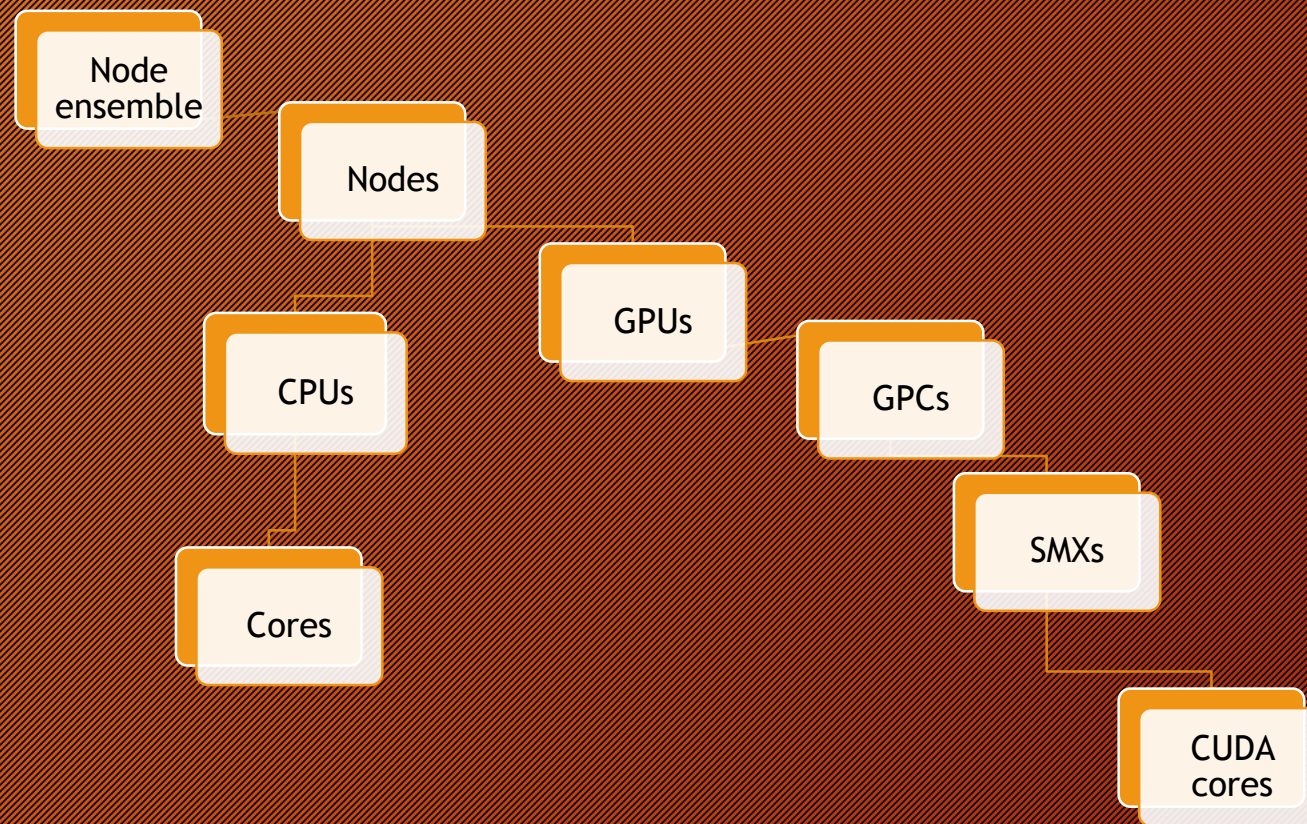 Node
ensemble
Nodes
GPUs
CPUs
GPCs
SMXs
Cores
CUDA
cores